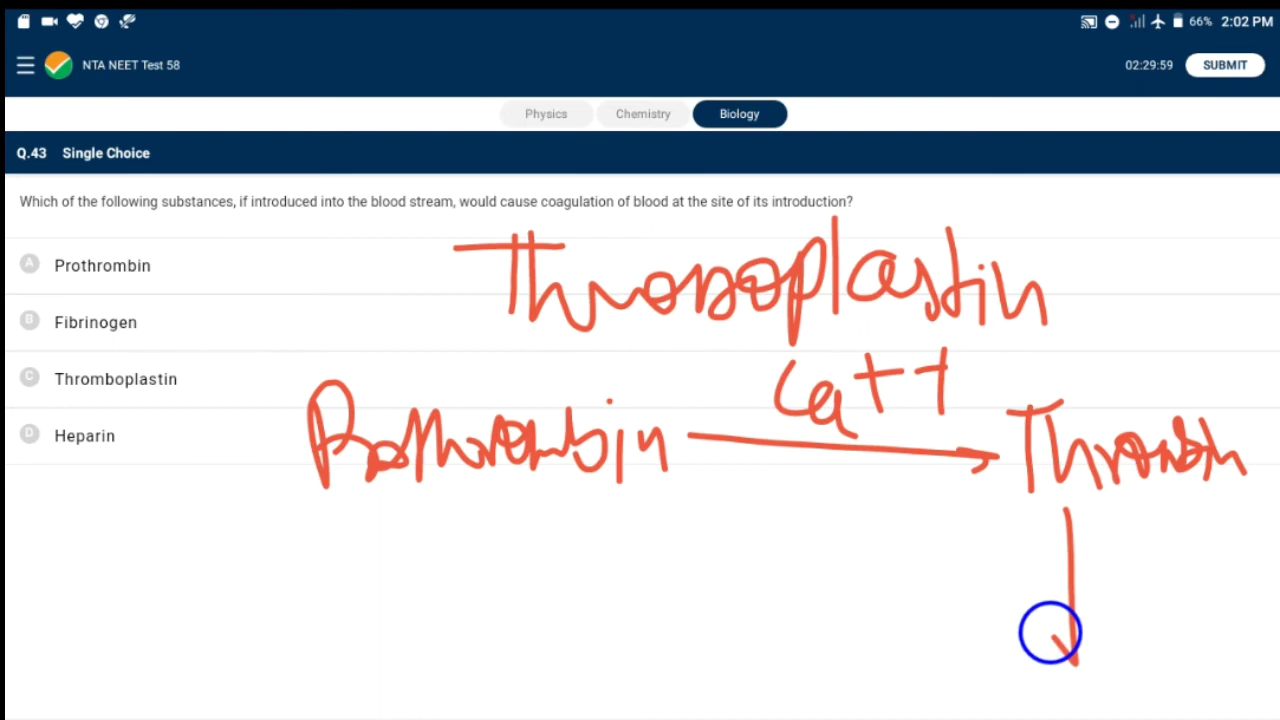 66% 2:02 PM
NTA NEET Test 58
02:29:59 SUBMIT
Physics Chemistry Biology
Q.43 Single Choice
Which of the following substances, if introduced into the blood stream, would cause coagulation of blood at the site of its introduction?
A Prothrombin
B Fibrinogen
C Thromboplastin
D Heparin
Thromboplastin
Ca++
Prothrombin Thrombin